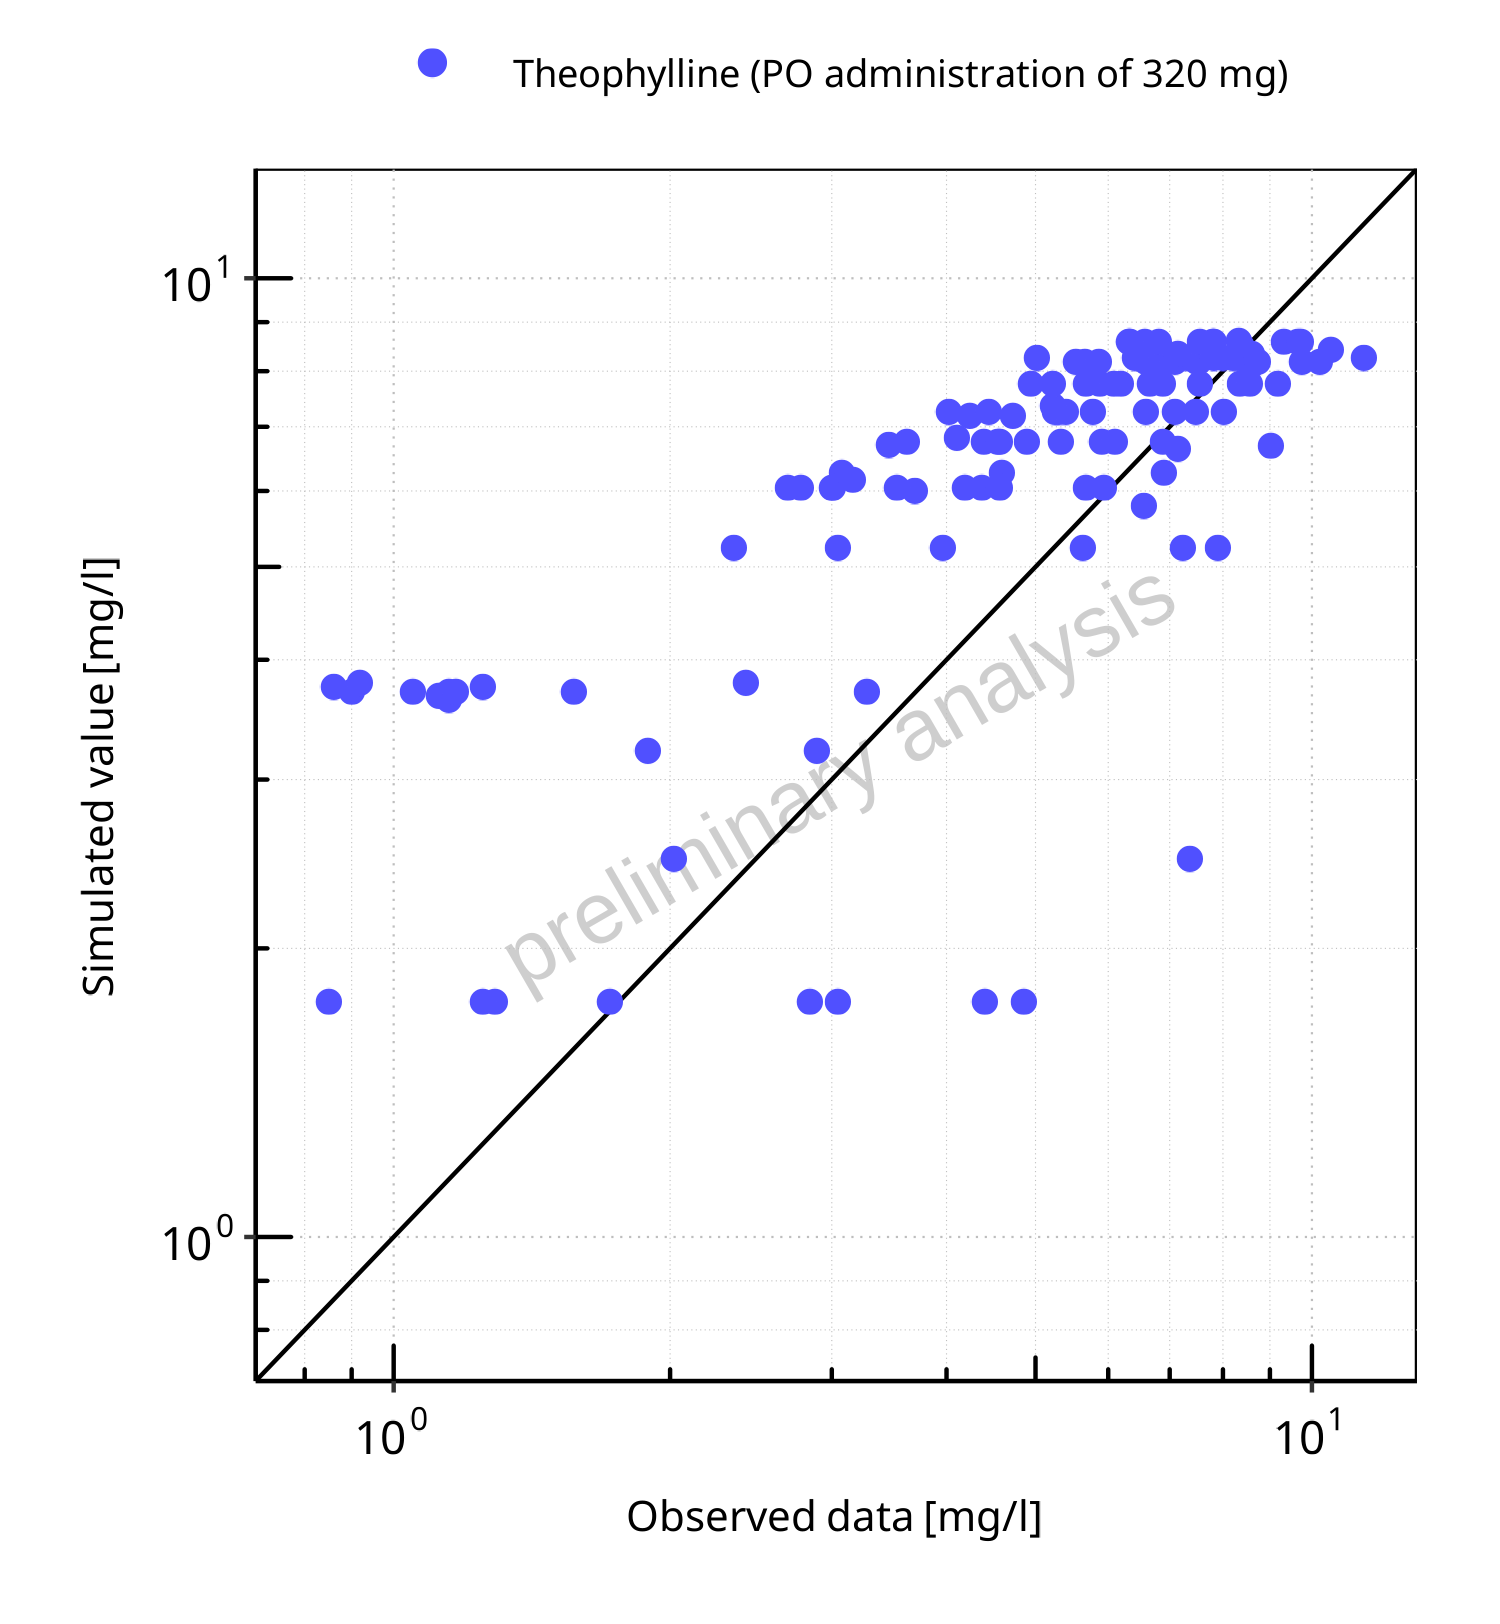 Theophylline (PO administration of 320 mg)
10¹
Simulated value [mg/l]
preliminary analysis
10⁰
10⁰ 10¹
Observed data [mg/l]